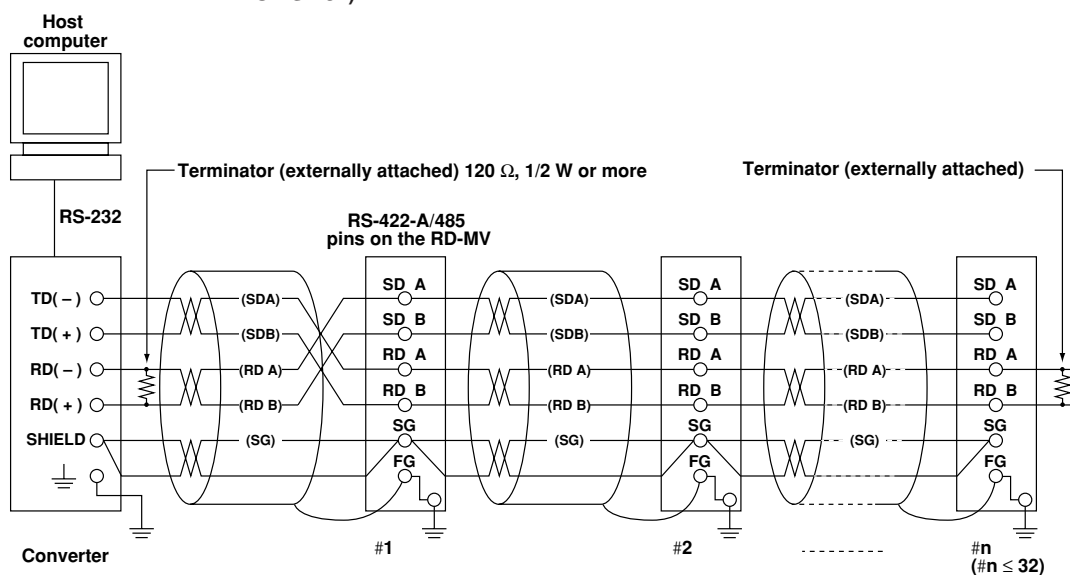 Host
computer
Terminator (externally attached) 120 Ω, 1/2 W or more
Terminator (externally attached)
RS-232
RS-422-A/485
pins on the RD-MV
TD( – )
TD( + )
RD( – )
RD( + )
SHIELD
(SDA)
(SDB)
(RD A)
(RD B)
(SG)
SD A
SD B
RD A
RD B
SG
FG
(SDA)
(SDB)
(RD A)
(RD B)
(SG)
SD A
SD B
RD A
RD B
SG
FG
(SDA)
(SDB)
(RD A)
(RD B)
(SG)
SD A
SD B
RD A
RD B
SG
FG
Converter
#1
#2
#n
(#n ≤ 32)